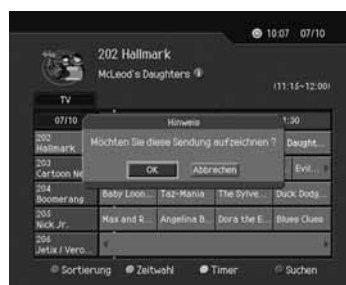 10:07 07/10
202 Hallmark
McLeod's Daughters
(11:15~12:00)
TV
07/10 Hinweis 1:30
Möchten Sie diese Sendung aufzeichnen ?
OK Abbrechen
202
Hallmark Daught...
203
Cartoon Ne Evil...
204
Boomerang Baby Loon... Taz-Mania The Sylve... Duck Dodg...
205
Nick Jr. Max and R... Angelina B... Dora the E... Blues Clues
206
Jetix / Vero...
Sortierung Zeitwahl Timer Suchen